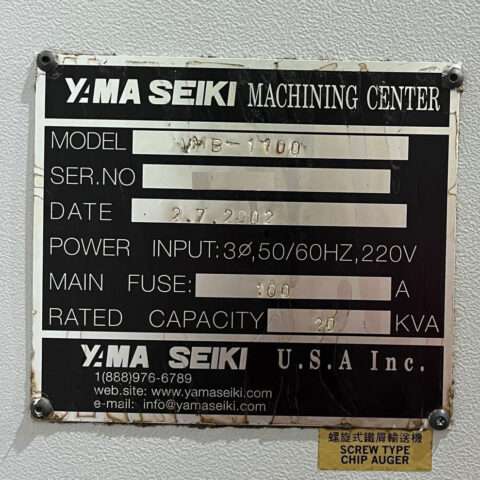 YAMA SEIKI MACHINING CENTER
MODEL VMB-1100
SER.NO
DATE 2.7.2002
POWER INPUT:3Ø,50/60HZ,220V
MAIN FUSE: 100 A
RATED CAPACITY 20 KVA
YAMA SEIKI U.S.A Inc.
1(888)976-6789
web.site: www.yamaseiki.com
e-mail: info@yamaseiki.com
螺旋式鐵屑輸送機
SCREW TYPE
CHIP AUGER